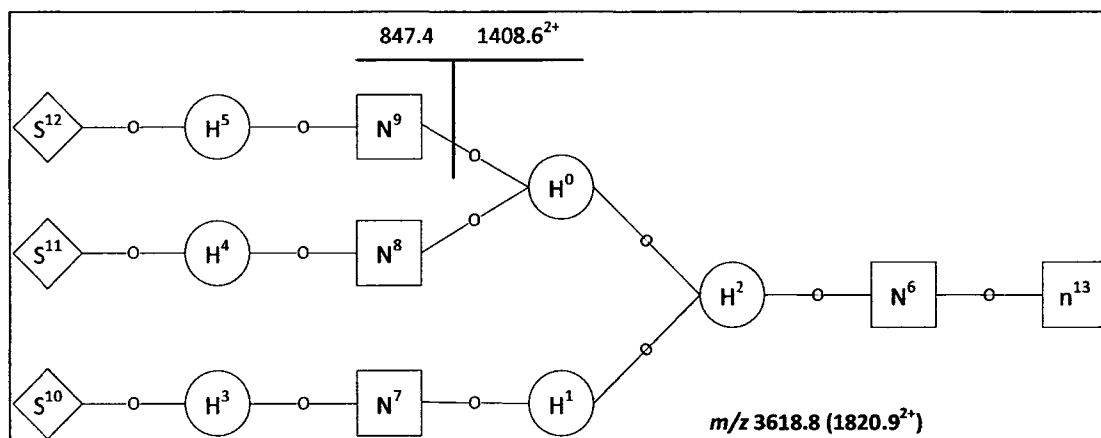 847.4 1408.6²⁺
S¹² o H⁵ o N⁹
o H⁰
S¹¹ o H⁴ o N⁸ o
o
H² o N⁶ o n¹³
o
S¹⁰ o H³ o N⁷ o H¹
m/z 3618.8 (1820.9²⁺)